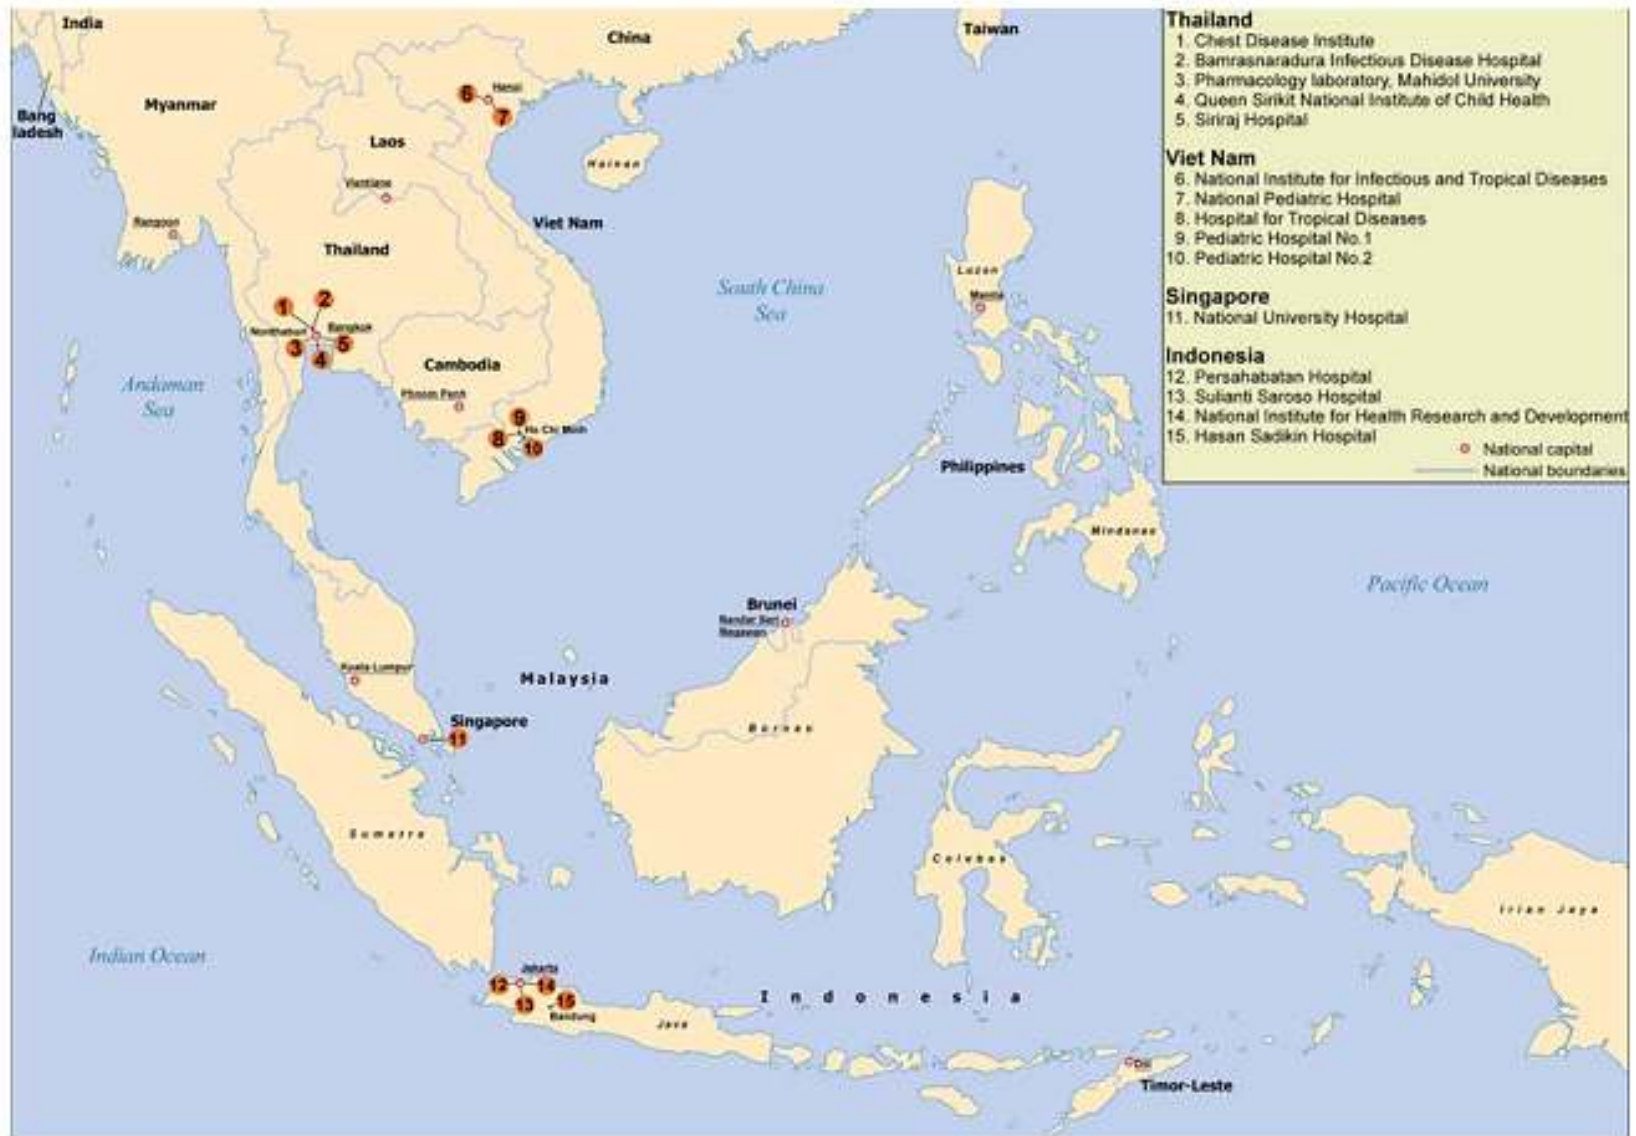 India
China
Taiwan
Myanmar
Bang
ladesh
Hanoi
6
7
Laos
Hainan
Vientiane
Rangoon
Viet Nam
Thailand
South China
Sea
Luzon
Manila
1
2
Nonthaburi
Bangkok
3
4
5
Cambodia
Phnom Penh
Andaman
Sea
9
8
Ho Chi Minh
10
Philippines
Mindanao
Pacific Ocean
Brunei
Bandar Seri
Begawan
Kuala Lumpur
Malaysia
Singapore
11
Borneo
Sumatra
Celebes
Irian Jaya
Indian Ocean
Jakarta
12
14
13
15
Bandung
Java
Indonesia
Dili
Timor-Leste
Thailand
1. Chest Disease Institute
2. Bamrasnaradura Infectious Disease Hospital
3. Pharmacology laboratory, Mahidol University
4. Queen Sirikit National Institute of Child Health
5. Siriraj Hospital
Viet Nam
6. National Institute for Infectious and Tropical Diseases
7. National Pediatric Hospital
8. Hospital for Tropical Diseases
9. Pediatric Hospital No.1
10. Pediatric Hospital No.2
Singapore
11. National University Hospital
Indonesia
12. Persahabatan Hospital
13. Sulianti Saroso Hospital
14. National Institute for Health Research and Development
15. Hasan Sadikin Hospital
National capital
National boundaries